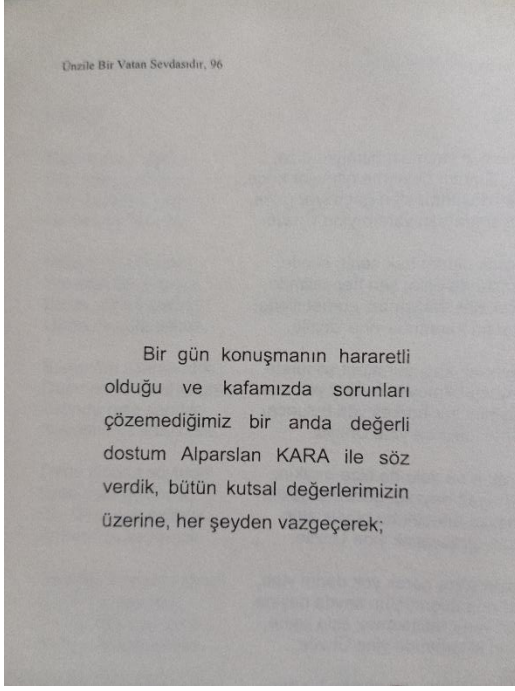 Ünzile Bir Vatan Sevdasıdır, 96
Bir gün konuşmanın hararetli
olduğu ve kafamızda sorunları
çözemediğimiz bir anda değerli
dostum Alparslan KARA ile söz
verdik, bütün kutsal değerlerimizin
üzerine, her şeyden vazgeçerek;